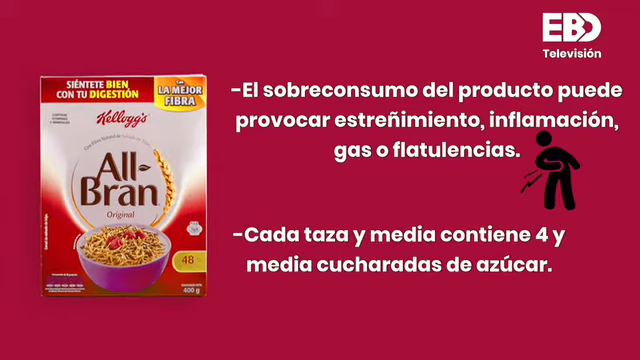 EBD
Televisión
SIÉNTETE BIEN
CON TU DIGESTIÓN
LA MEJOR
FIBRA
Kellogg's
All-
Bran
Original
48
400 g
-El sobreconsumo del producto puede
provocar estreñimiento, inflamación,
gas o flatulencias.
-Cada taza y media contiene 4 y
media cucharadas de azúcar.